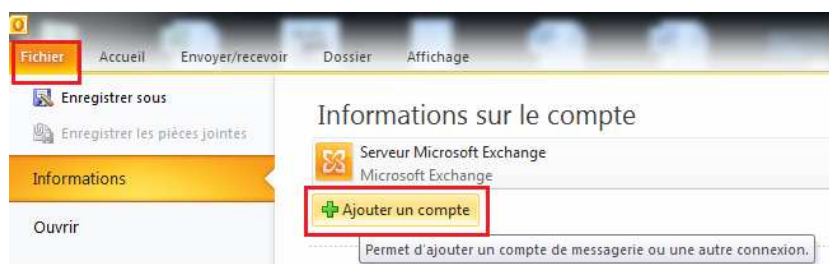 Fichier Accueil Envoyer/recevoir Dossier Affichage
Enregistrer sous
Enregistrer les pièces jointes
Informations
Ouvrir
Informations sur le compte
Serveur Microsoft Exchange
Microsoft Exchange
Ajouter un compte
Permet d'ajouter un compte de messagerie ou une autre connexion.